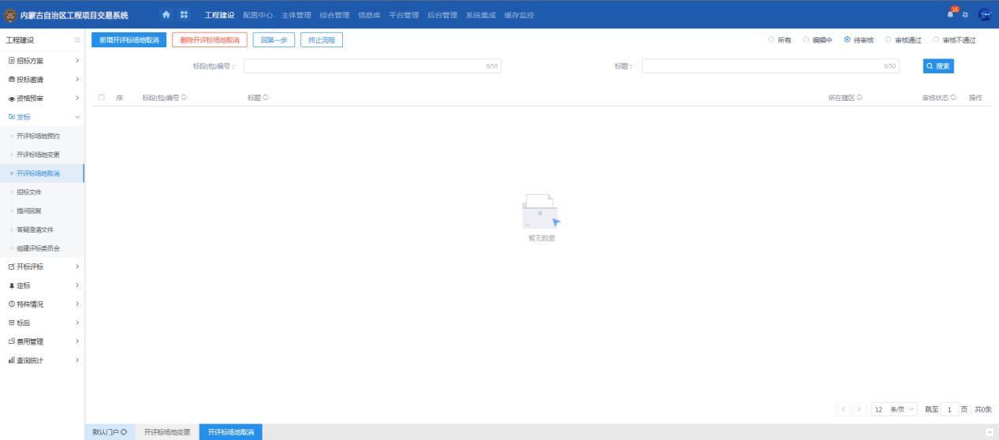 内蒙古自治区工程项目交易系统 工程建设 配置中心 主体管理 综合管理 信息库 平台管理 后台管理 系统集成 缓存监控 16
工程建设 新增开评标场地取消 删除开评标场地取消 回第一步 终止流程 所有 编辑中 待审核 审核通过 审核不通过
招标方案 标段(包)编号： 0/50 标题： 0/50 搜索
投标邀请
资格预审 序 标段(包)编号 标题 所在辖区 审核状态 操作
发标
开评标场地预约
开评标场地变更
开评标场地取消
招标文件
提问回复
答疑澄清文件
组建评标委员会
暂无数据
开标评标
定标
特殊情况
标后
费用管理
查询统计
12 条/页 跳至 1 页 共0条
默认门户 开评标场地变更 开评标场地取消